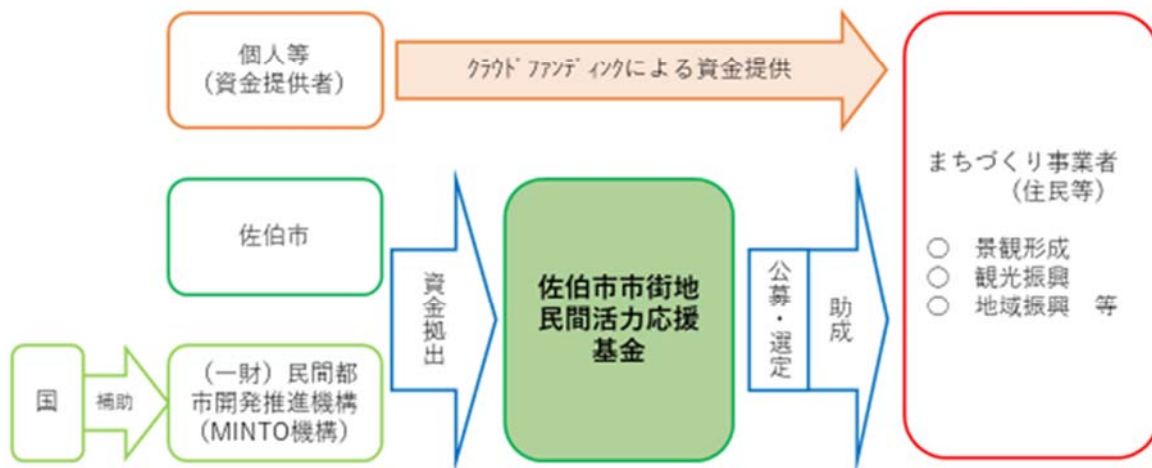 個人等
（資金提供者）
ｸﾗｳﾄﾞﾌｧﾝﾃﾞｨﾝｸによる資金提供
まちづくり事業者
（住民等）
○　景観形成
○　観光振興
○　地域振興　等
佐伯市
資金拠出
佐伯市市街地
民間活力応援
基金
公募・選定
助成
国
補助
（一財）民間都
市開発推進機構
（MINTO機構）